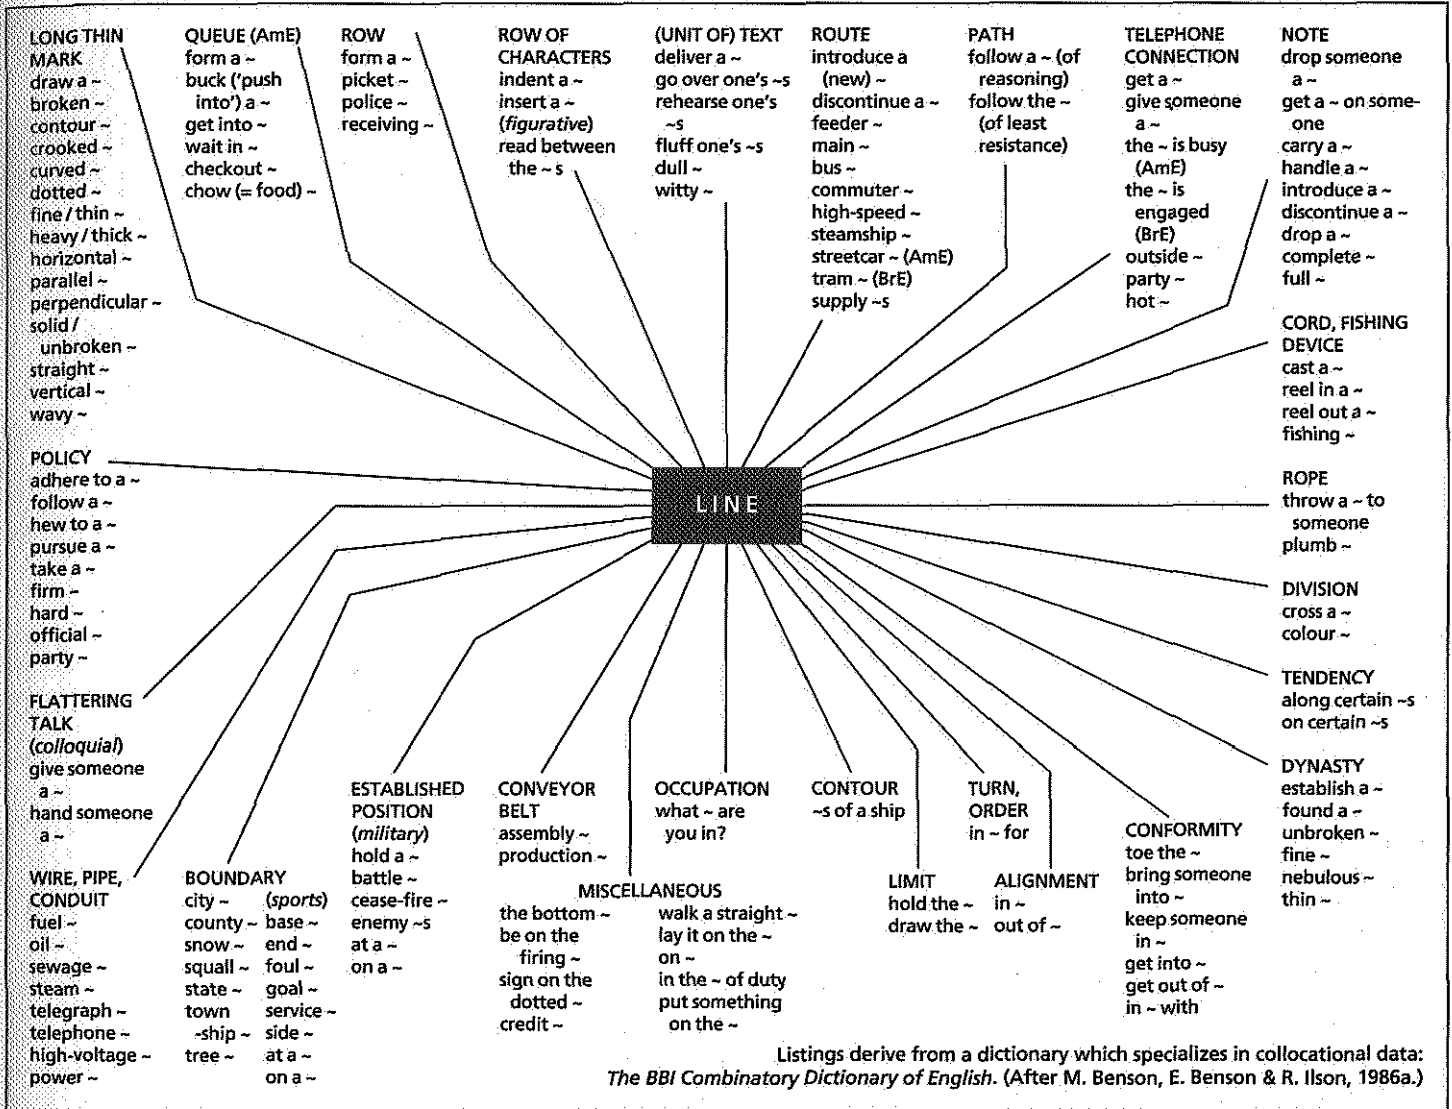 LONG THIN
MARK
draw a ~
broken ~
contour ~
crooked ~
curved ~
dotted ~
fine / thin ~
heavy / thick ~
horizontal ~
parallel ~
perpendicular ~
solid /
unbroken ~
straight ~
vertical ~
wavy ~
QUEUE (AmE)
form a ~
buck ('push
into') a ~
get into ~
wait in ~
checkout ~
chow (= food) ~
ROW
form a ~
picket ~
police ~
receiving ~
ROW OF
CHARACTERS
indent a ~
insert a ~
(figurative)
read between
the ~ s
(UNIT OF) TEXT
deliver a ~
go over one's ~s
rehearse one's
~s
fluff one's ~s
dull ~
witty ~
ROUTE
introduce a
(new) ~
discontinue a ~
feeder ~
main ~
bus ~
commuter ~
high-speed ~
steamship ~
streetcar ~ (AmE)
tram ~ (BrE)
supply ~s
PATH
follow a ~ (of
reasoning)
follow the ~
(of least
resistance)
TELEPHONE
CONNECTION
get a ~
give someone
a ~
the ~ is busy
(AmE)
the ~ is
engaged
(BrE)
outside ~
party ~
hot ~
NOTE
drop someone
a ~
get a ~ on some-
one
carry a ~
handle a ~
introduce a ~
discontinue a ~
drop a ~
complete ~
full ~
CORD, FISHING
DEVICE
cast a ~
reel in a ~
reel out a ~
fishing ~
POLICY
adhere to a ~
follow a ~
hew to a ~
pursue a ~
take a ~
firm ~
hard ~
official ~
party ~
LINE
ROPE
throw a ~ to
someone
plumb ~
DIVISION
cross a ~
colour ~
TENDENCY
along certain ~s
on certain ~s
FLATTERING
TALK
(colloquial)
give someone
a ~
hand someone
a ~
DYNASTY
establish a ~
found a ~
unbroken ~
fine ~
nebulous ~
thin ~
WIRE, PIPE,
CONDUIT
fuel ~
oil ~
sewage ~
steam ~
telegraph ~
telephone ~
high-voltage ~
power ~
BOUNDARY
city ~
county ~
snow ~
squall ~
state ~
town
-ship ~
tree ~
(sports)
base ~
end ~
foul ~
goal ~
service ~
side ~
at a ~
on a ~
ESTABLISHED
POSITION
(military)
hold a ~
battle ~
cease-fire ~
enemy ~s
at a ~
on a ~
CONVEYOR
BELT
assembly ~
production ~
OCCUPATION
what ~ are
you in?
CONTOUR
~s of a ship
TURN,
ORDER
in ~ for
MISCELLANEOUS
the bottom ~
be on the
firing ~
sign on the
dotted ~
credit ~
walk a straight ~
lay it on the ~
on ~
in the ~ of duty
put something
on the ~
LIMIT
hold the ~
draw the ~
ALIGNMENT
in ~
out of ~
CONFORMITY
toe the ~
bring someone
into ~
keep someone
in ~
get into ~
get out of ~
in ~ with
Listings derive from a dictionary which specializes in collocational data:
The BBI Combinatory Dictionary of English. (After M. Benson, E. Benson & R. Ilson, 1986a.)